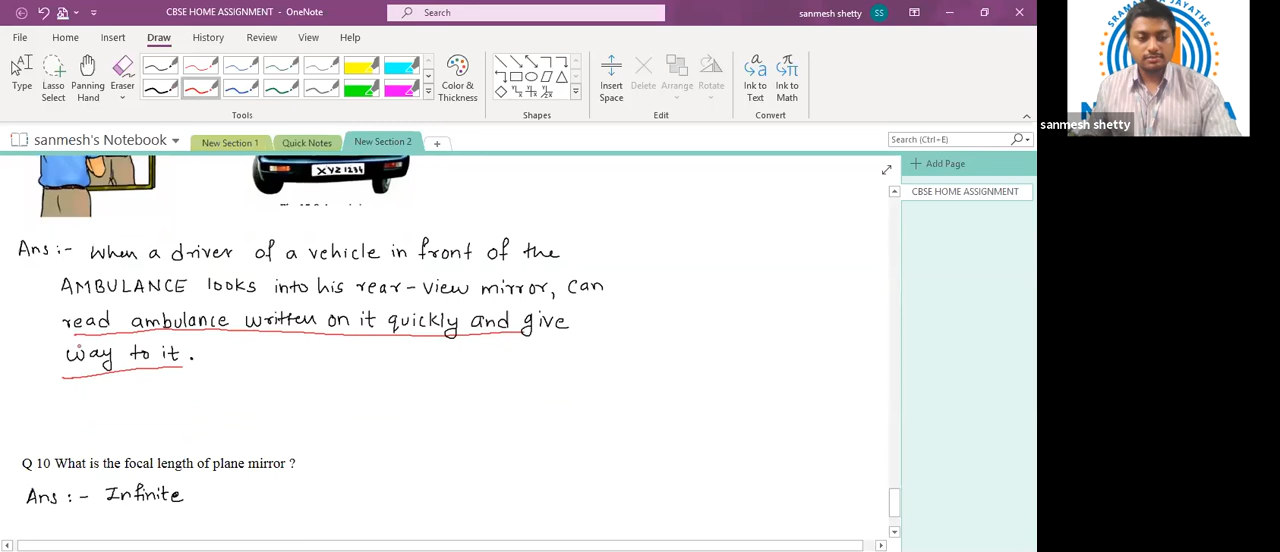 CBSE HOME ASSIGNMENT - OneNote
Search
sanmesh shetty
SS
File Home Insert Draw History Review View Help
Type
Lasso Select
Panning Hand
Eraser
Color & Thickness
Insert Space
Delete
Arrange
Rotate
Ink to Text
Ink to Math
Tools
Shapes
Edit
Convert
sanmesh shetty
sanmesh's Notebook
New Section 1
Quick Notes
Section 2
Search (Ctrl+E)
Add Page
CBSE HOME ASSIGNMENT
XYZ1234
Ans :- When a driver of a vehicle in front of the
AMBULANCE looks into his rear-view mirror, can
read ambulance written on it quickly and give
way to it.
Q 10 What is the focal length of plane mirror ?
Ans :- Infinite